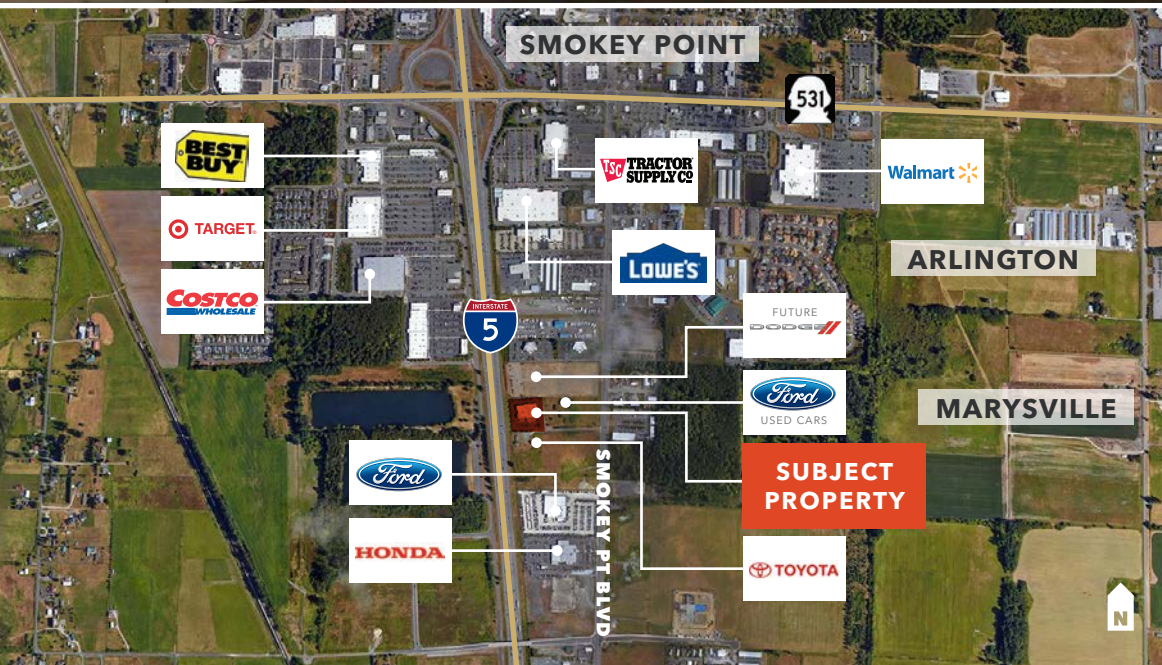 SMOKEY POINT
531
BEST
BUY
TSC TRACTOR
SUPPLY CO
Walmart
TARGET
LOWE'S
ARLINGTON
COSTCO
WHOLESALE
INTERSTATE
5
FUTURE
DODGE
Ford
USED CARS
MARYSVILLE
Ford
SUBJECT
PROPERTY
SMOKEY PT BLVD
HONDA
TOYOTA
N